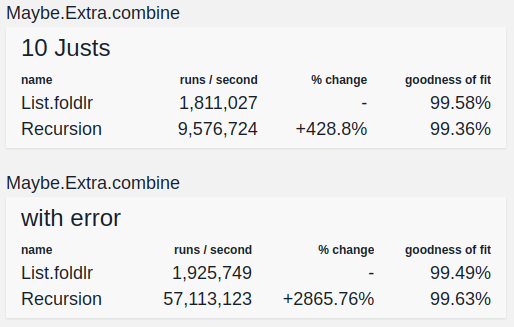 Maybe.Extra.combine
10 Justs
name runs / second % change goodness of fit
List.foldlr 1,811,027 - 99.58%
Recursion 9,576,724 +428.8% 99.36%
Maybe.Extra.combine
with error
name runs / second % change goodness of fit
List.foldlr 1,925,749 - 99.49%
Recursion 57,113,123 +2865.76% 99.63%